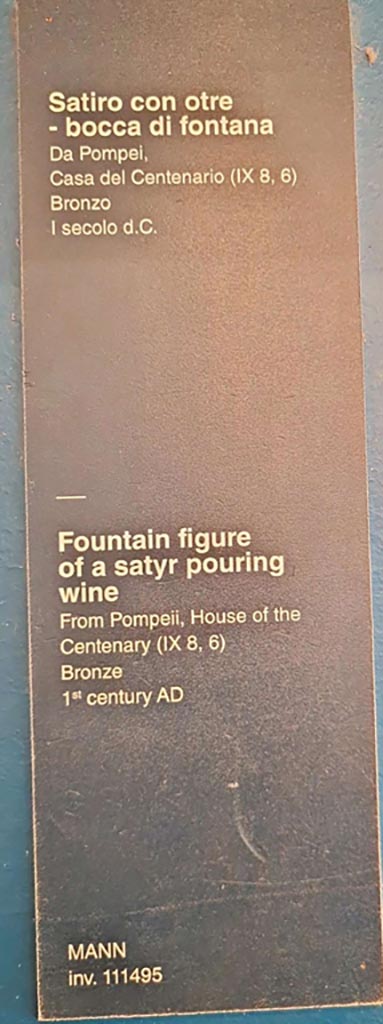 Satiro con otre
- bocca di fontana
Da Pompei,
Casa del Centenario (IX 8, 6)
Bronzo
I secolo d.C.
Fountain figure
of a satyr pouring
wine
From Pompeii, House of the
Centenary (IX 8, 6)
Bronze
1st century AD
MANN
inv. 111495